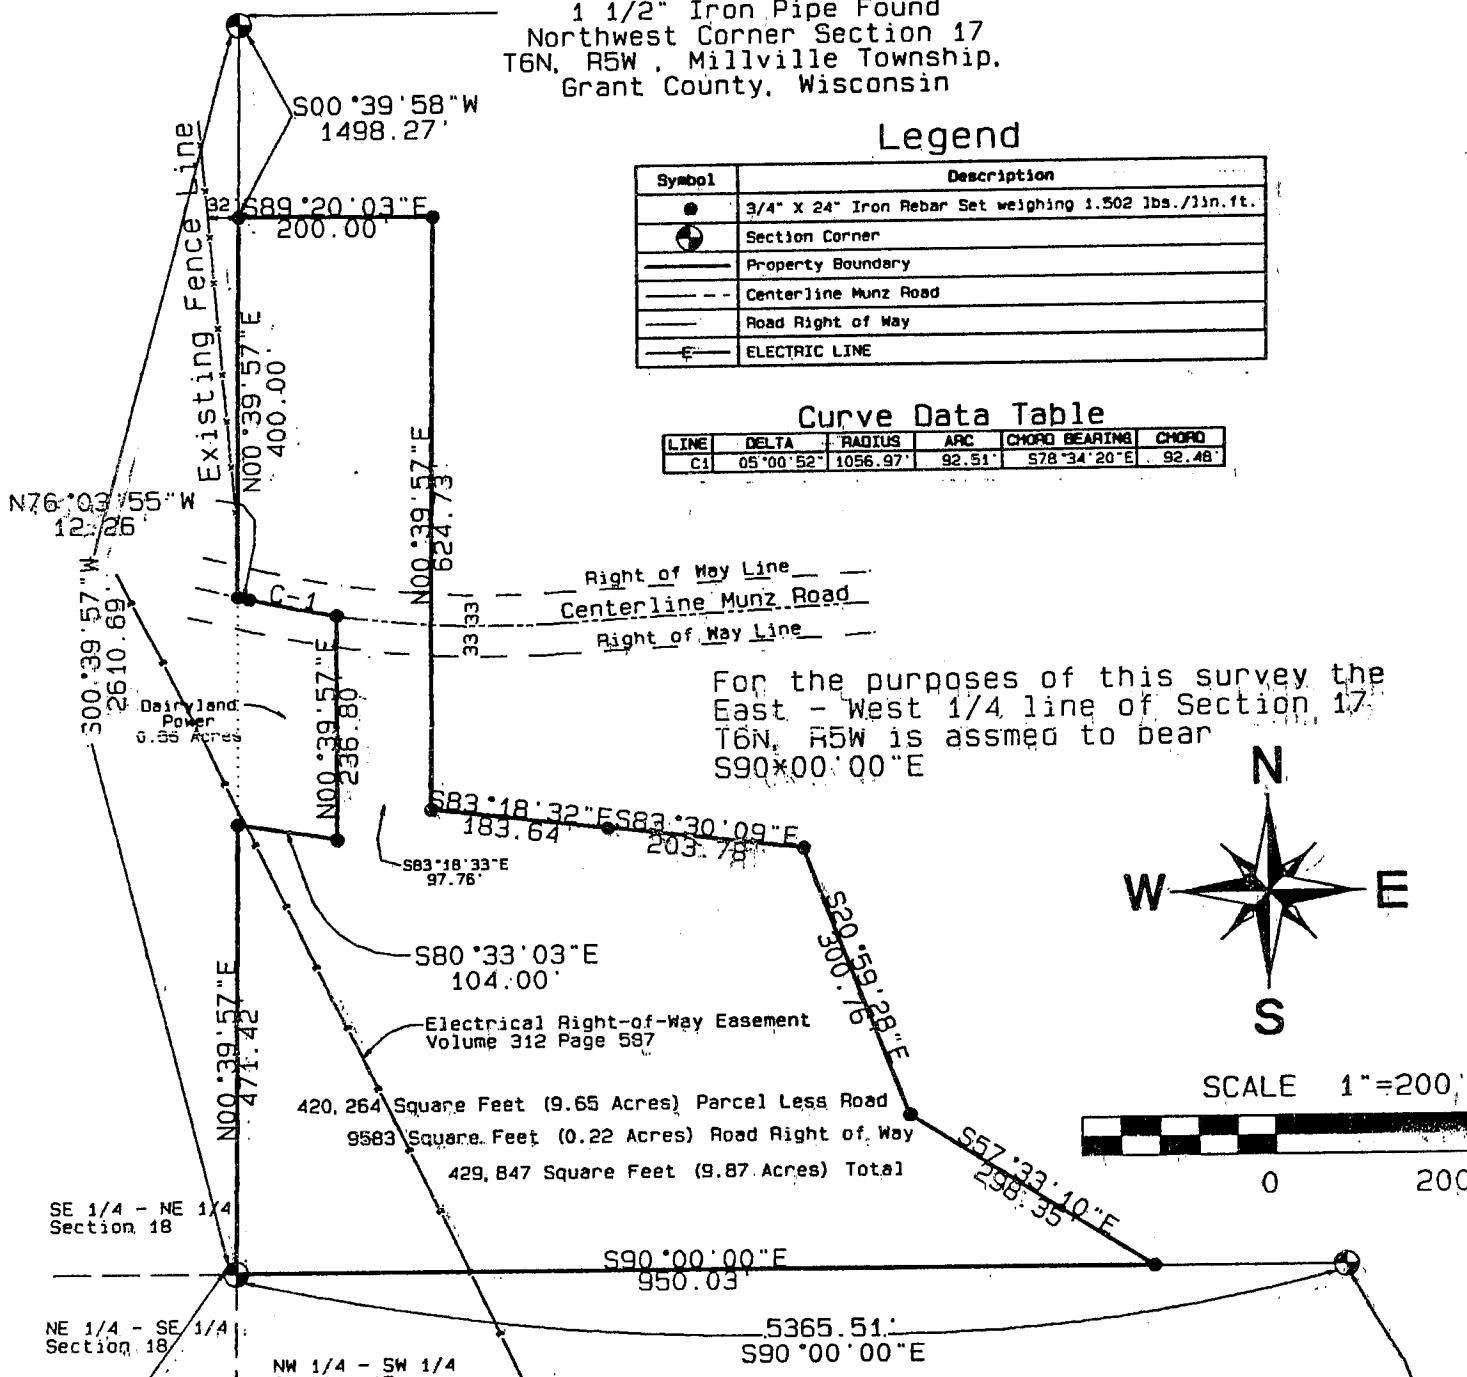 1 1/2" Iron Pipe Found
Northwest Corner Section 17
T6N, R5W , Millville Township,
Grant County, Wisconsin
S00°39'58"W
1498.27'
Legend
Symbol Description
3/4" X 24" Iron Rebar Set weighing 1.502 lbs./lin.ft.
Section Corner
Property Boundary
Centerline Munz Road
Road Right of Way
E ELECTRIC LINE
Existing Fence Line
32
S89°20'03"E
200.00'
N00°39'57"E
400.00'
N00°39'57"E
624.73'
Curve Data Table
LINE DELTA RADIUS ARC CHORD BEARING CHORD
C1 05°00'52" 1056.97' 92.51' S78°34'20"E 92.48'
N76°03'55"W
12.26'
S00°39'57"W
2610.69'
C-1
Right of Way Line
Centerline Munz Road
Right of Way Line
33 33
N00°39'57"E
236.80
Dairyland
Power
0.55 Acres
For the purposes of this survey the
East - West 1/4 line of Section 17
T6N, R5W is assmed to bear
S90*00'00"E
N
W E
S
S83°18'32"E
183.64'
S83°30'09"E
203.78'
S83°18'33"E
97.76'
S80°33'03"E
104.00'
S20°59'28"E
300.76'
N00°39'57"E
471.42'
Electrical Right-of-Way Easement
Volume 312 Page 597
420,264 Square Feet (9.65 Acres) Parcel Less Road
9583 Square Feet (0.22 Acres) Road Right of Way
429,847 Square Feet (9.87 Acres) Total
SCALE 1"=200'
0 200
S57°33'10"E
298.35'
SE 1/4 - NE 1/4
Section 18
S90°00'00"E
950.03'
NE 1/4 - SE 1/4
Section 18
5365.51'
S90°00'00"E
NW 1/4 - SW 1/4